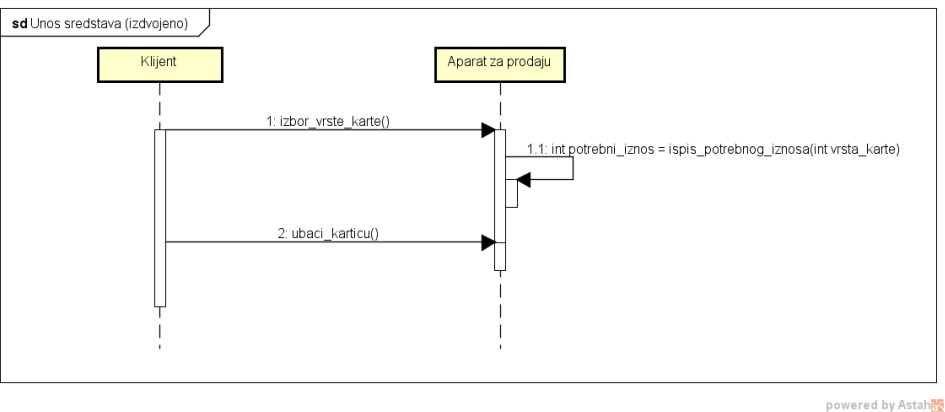 sd Unos sredstava (izdvojeno)
Klijent
Aparat za prodaju
1: izbor_vrste_karte()
1.1: int potrebni_iznos = ispis_potrebnog_iznosa(int vrsta_karte)
2: ubaci_karticu()
powered by Astah